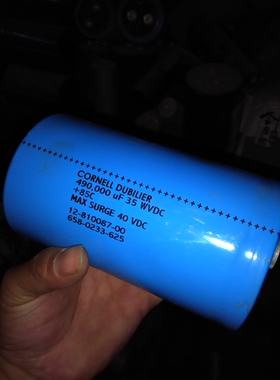 CORNELL DUBILIER
490,000 uF 35 WVDC
+85C
MAX SURGE 40 VDC
12-810087-00
658-0233-625